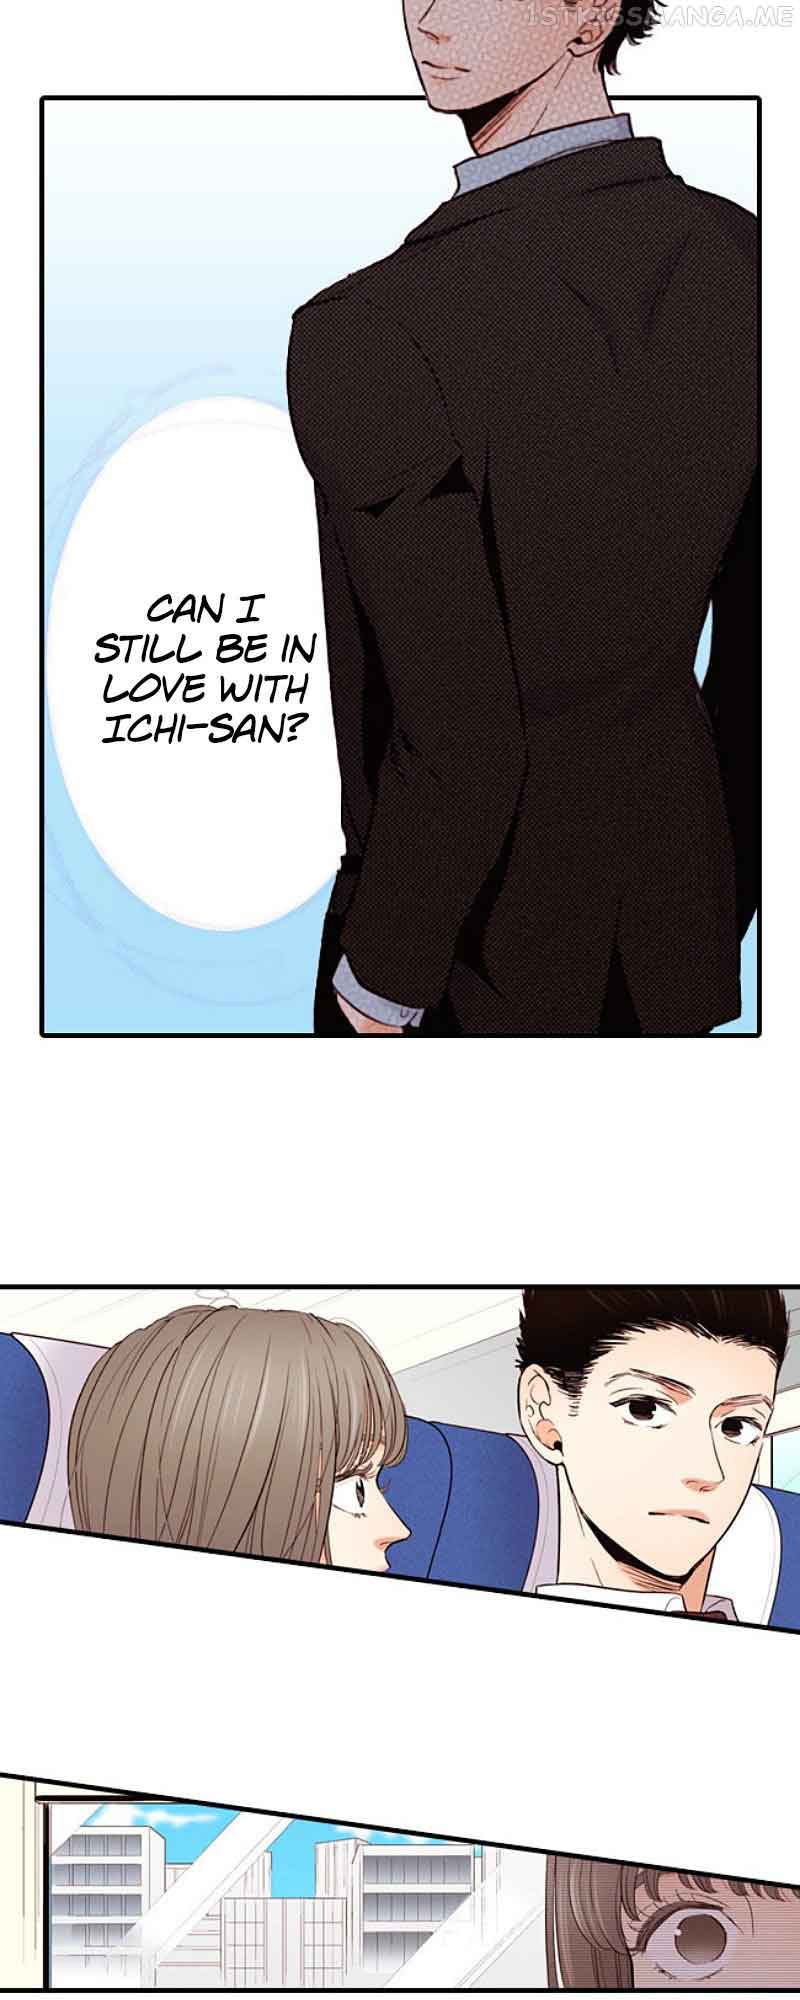 1STKISSMANGA.ME
CAN I
STILL BE IN
LOVE WITH
ICHI-SAN?